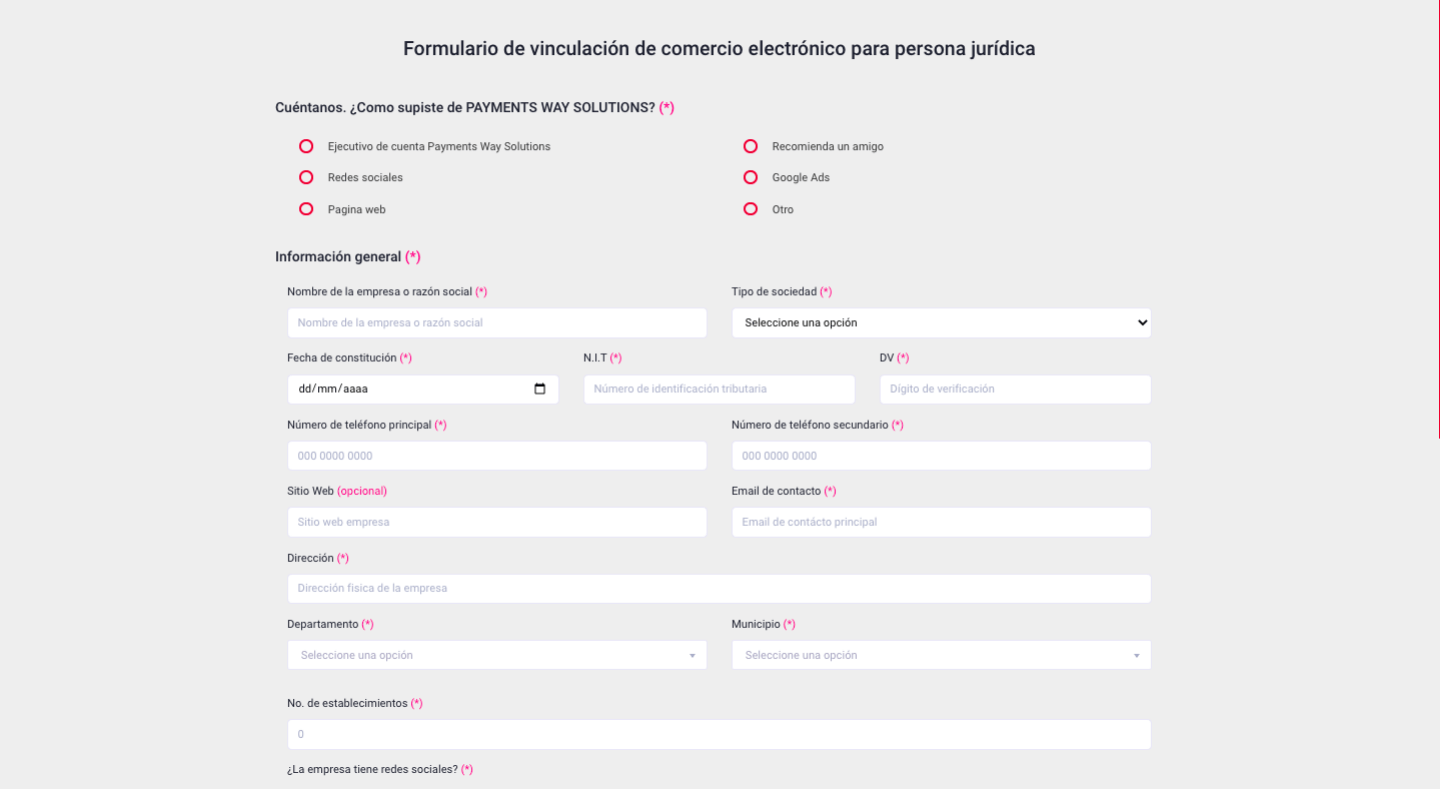 Formulario de vinculación de comercio electrónico para persona jurídica
Cuéntanos. ¿Como supiste de PAYMENTS WAY SOLUTIONS? (*)
Ejecutivo de cuenta Payments Way Solutions
Recomienda un amigo
Redes sociales
Google Ads
Pagina web
Otro
Información general (*)
Nombre de la empresa o razón social (*)
Tipo de sociedad (*)
Nombre de la empresa o razón social
Seleccione una opción
Fecha de constitución (*)
N.I.T (*)
DV (*)
dd/mm/aaaa
Número de identificación tributaria
Dígito de verificación
Número de teléfono principal (*)
Número de teléfono secundario (*)
000 0000 0000
000 0000 0000
Sitio Web (opcional)
Email de contacto (*)
Sitio web empresa
Email de contácto principal
Dirección (*)
Dirección fisica de la empresa
Departamento (*)
Municipio (*)
Seleccione una opción
Seleccione una opción
No. de establecimientos (*)
0
¿La empresa tiene redes sociales? (*)